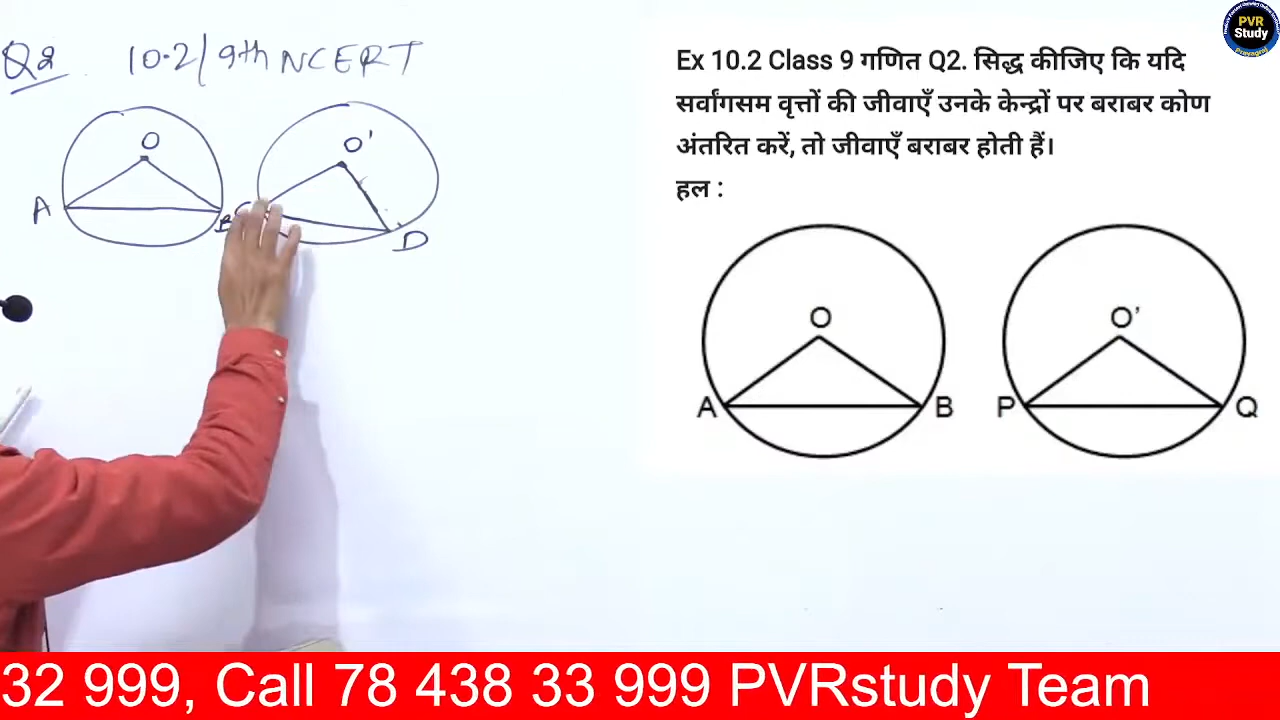 Q2 10.2/9th NCERT
O
A
B
O'
C
D
PVR
Study
Prayagraj
Ex 10.2 Class 9 गणित Q2. सिद्ध कीजिए कि यदि
सर्वांगसम वृत्तों की जीवाएँ उनके केन्द्रों पर बराबर कोण
अंतरित करें, तो जीवाएँ बराबर होती हैं।
हल :
O
A
B
O'
P
Q
32 999, Call 78 438 33 999 PVRstudy Team